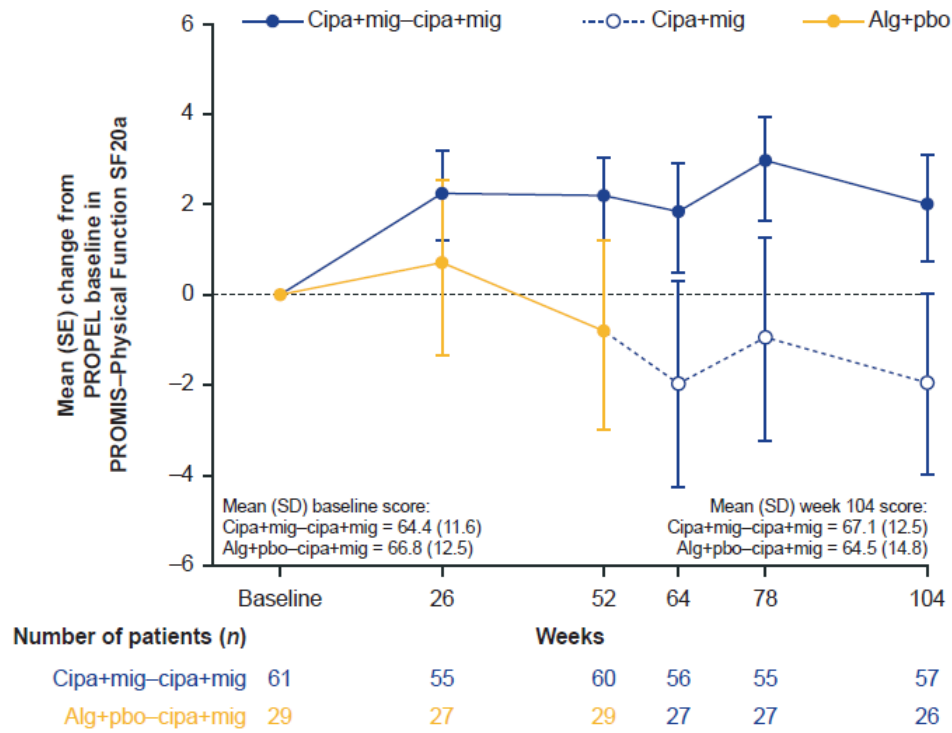 Cipa+mig–cipa+mig Cipa+mig Alg+pbo
Mean (SE) change from
PROPEL baseline in
PROMIS–Physical Function SF20a
6
4
2
0
–2
–4
–6
Mean (SD) baseline score:
Cipa+mig–cipa+mig = 64.4 (11.6)
Alg+pbo–cipa+mig = 66.8 (12.5)
Mean (SD) week 104 score:
Cipa+mig–cipa+mig = 67.1 (12.5)
Alg+pbo–cipa+mig = 64.5 (14.8)
Baseline 26 52 64 78 104
Number of patients (n) Weeks
Cipa+mig–cipa+mig 61 55 60 56 55 57
Alg+pbo–cipa+mig 29 27 29 27 27 26